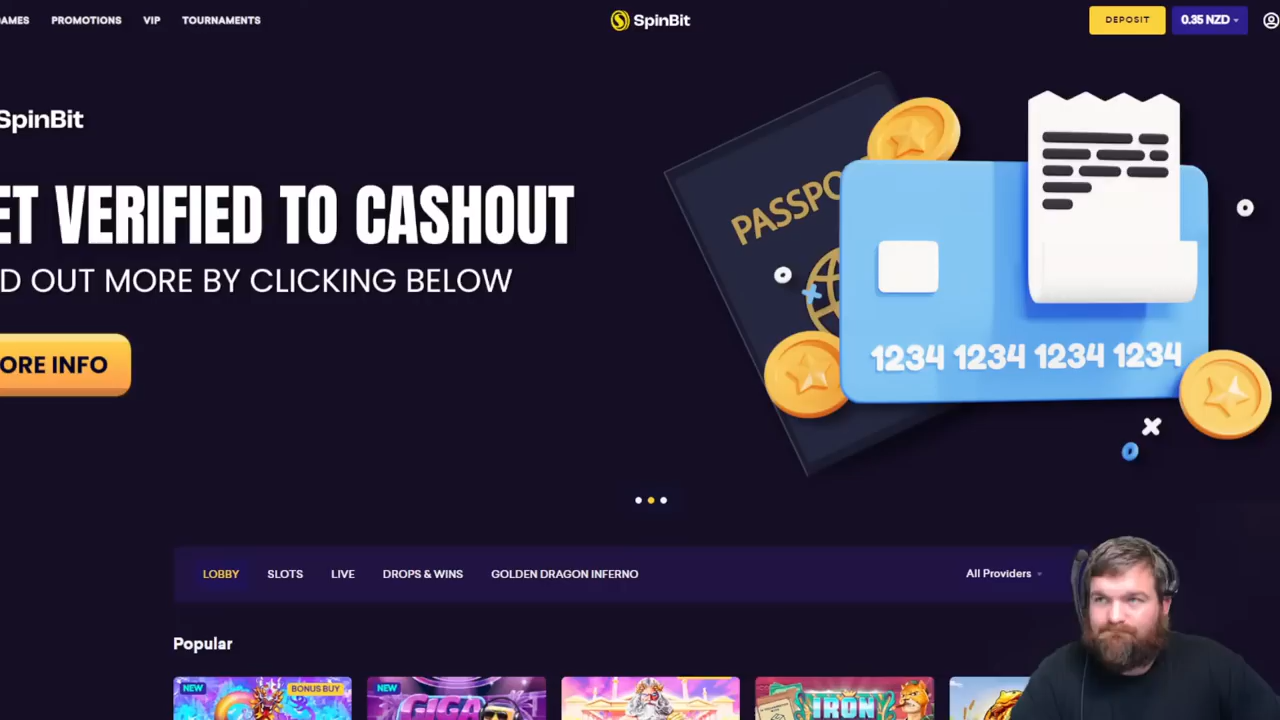 GAMES PROMOTIONS VIP TOURNAMENTS
SpinBit
DEPOSIT
0.35 NZD
SpinBit
ET VERIFIED TO CASHOUT
D OUT MORE BY CLICKING BELOW
ORE INFO
PASSPO
1234 1234 1234 1234
LOBBY SLOTS LIVE DROPS & WINS GOLDEN DRAGON INFERNO All Providers
Popular
NEW BONUS BUY NEW
GIGA
IRON